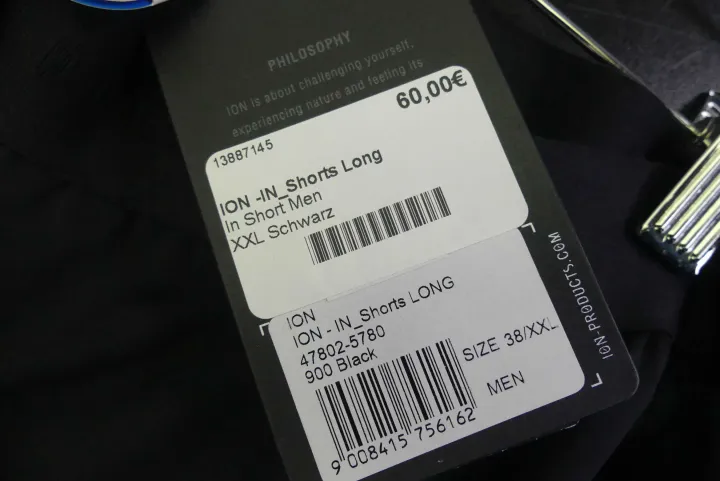 PHILOSOPHY
ION is about challenging yourself,
experiencing nature and feeling its
60,00€
13887145
ION -IN_Shorts Long
In Short Men
XXL Schwarz
ION
ION - IN_Shorts LONG
47802-5780
900 Black
SIZE 38/XXL
MEN
9 008415 756162
ION-PRODUCTS.COM